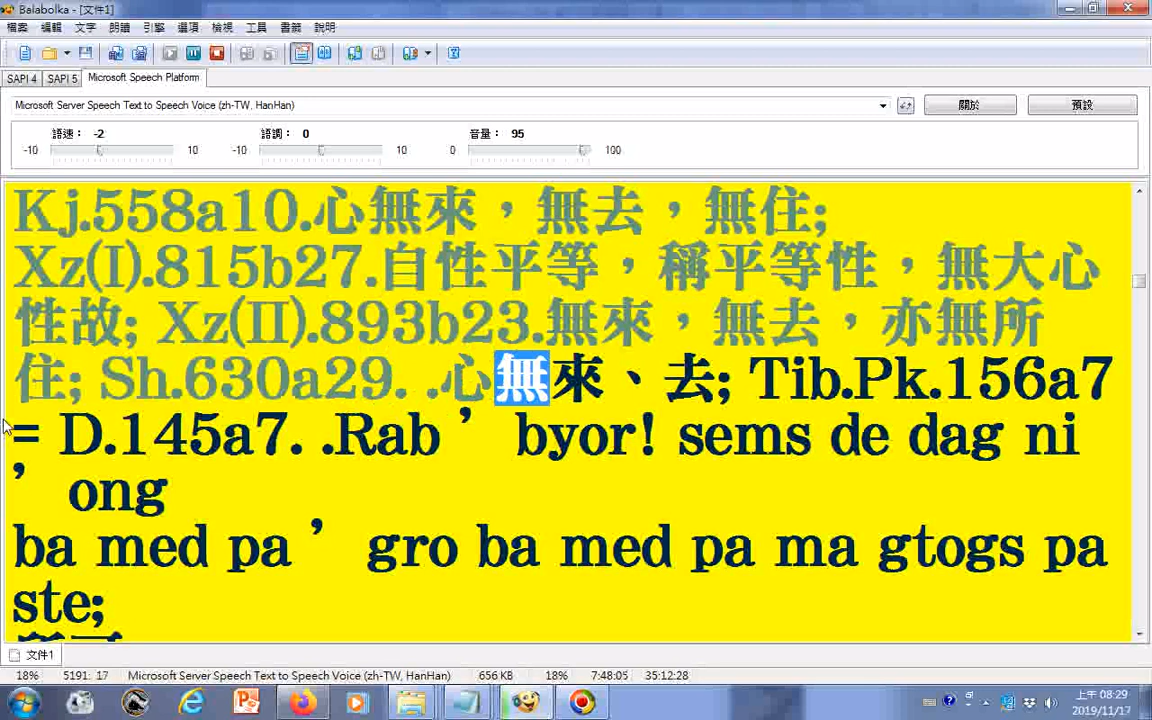 Balabolka - [文件1]
檔案 編輯 文字 朗讀 引擎 選項 檢視 工具 書籤 說明
SAPI 4 SAPI 5 Microsoft Speech Platform
Microsoft Server Speech Text to Speech Voice (zh-TW, HanHan) 關於 預設
語速： -2 語調： 0 音量： 95
-10 10 -10 10 0 100
Kj.558a10.心無來，無去，無住;
Xz(I).815b27.自性平等，稱平等性，無大心
性故; Xz(II).893b23.無來，無去，亦無所
住; Sh.630a29. .心無來、去; Tib.Pk.156a7
= D.145a7. .Rab ’ byor! sems de dag ni
’ ong
ba med pa ’ gro ba med pa ma gtogs pa
ste;
文件1
18% 5191: 17 Microsoft Server Speech Text to Speech Voice (zh-TW, HanHan) 656 KB 18% 7:48:05 35:12:28
上午 08:29
2019/11/17